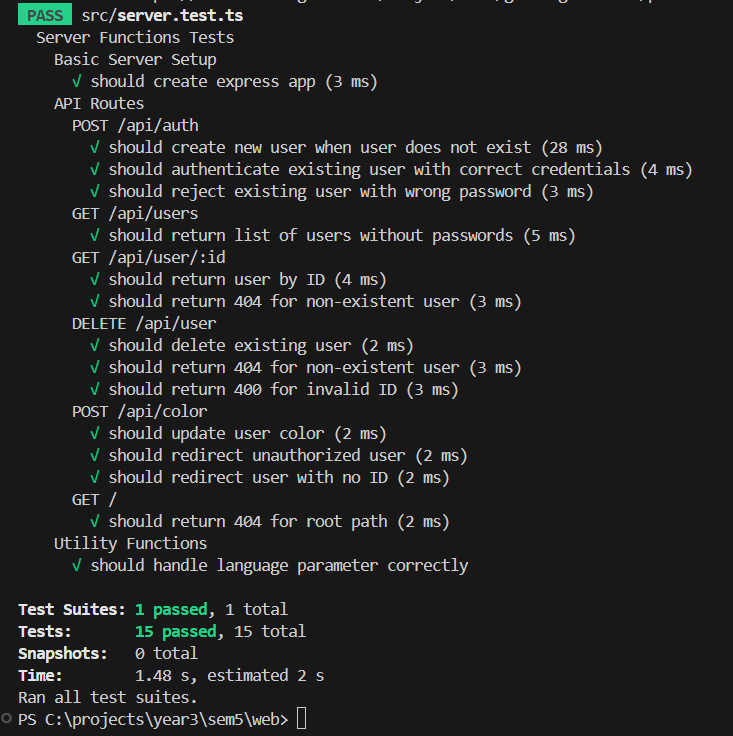 PASS src/server.test.ts
Server Functions Tests
Basic Server Setup
√ should create express app (3 ms)
API Routes
POST /api/auth
√ should create new user when user does not exist (28 ms)
√ should authenticate existing user with correct credentials (4 ms)
√ should reject existing user with wrong password (3 ms)
GET /api/users
√ should return list of users without passwords (5 ms)
GET /api/user/:id
√ should return user by ID (4 ms)
√ should return 404 for non-existent user (3 ms)
DELETE /api/user
√ should delete existing user (2 ms)
√ should return 404 for non-existent user (3 ms)
√ should return 400 for invalid ID (3 ms)
POST /api/color
√ should update user color (2 ms)
√ should redirect unauthorized user (2 ms)
√ should redirect user with no ID (2 ms)
GET /
√ should return 404 for root path (2 ms)
Utility Functions
√ should handle language parameter correctly
Test Suites: 1 passed, 1 total
Tests: 15 passed, 15 total
Snapshots: 0 total
Time: 1.48 s, estimated 2 s
Ran all test suites.
PS C:\projects\year3\sem5\web>